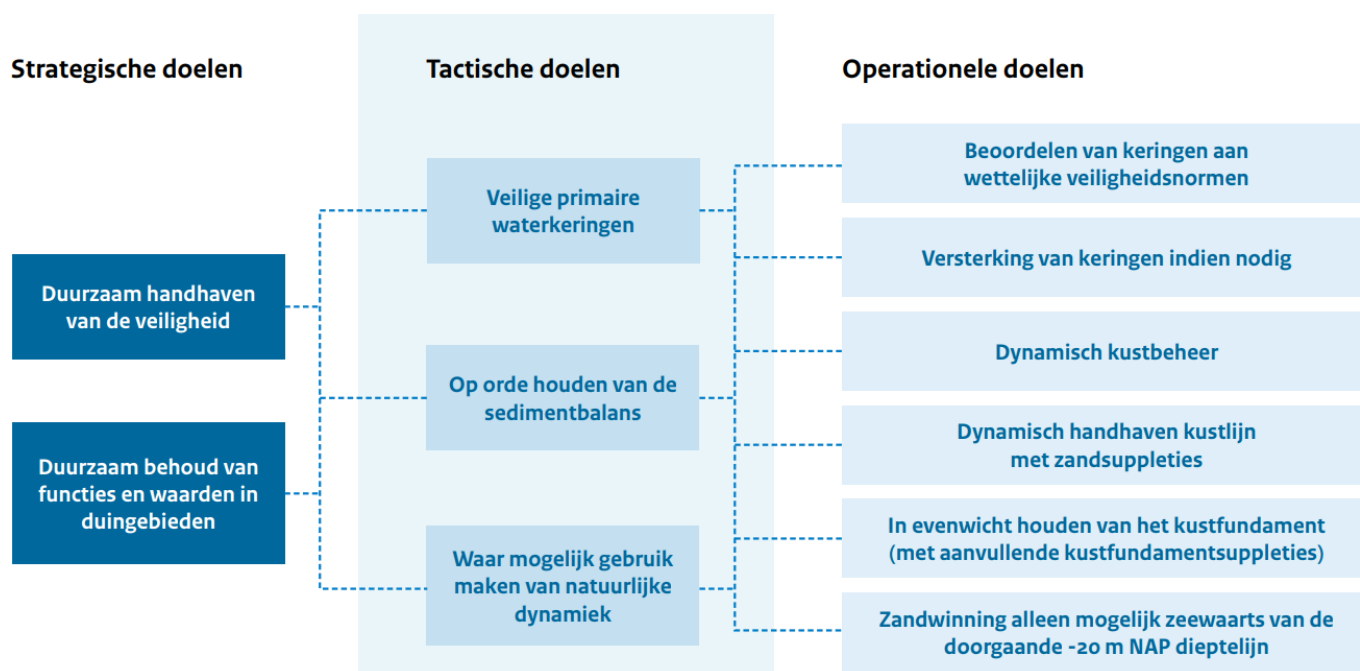 Strategische doelen
Duurzaam handhaven
van de veiligheid
Duurzaam behoud van
functies en waarden in
duingebieden
Tactische doelen
Veilige primaire
waterkeringen
Op orde houden van de
sedimentbalans
Waar mogelijk gebruik
maken van natuurlijke
dynamiek
Operationele doelen
Beoordelen van keringen aan
wettelijke veiligheidsnormen
Versterking van keringen indien nodig
Dynamisch kustbeheer
Dynamisch handhaven kustlijn
met zandsuppleties
In evenwicht houden van het kustfundament
(met aanvullende kustfundamentsuppleties)
Zandwinning alleen mogelijk zeewaarts van de
doorgaande -20 m NAP dieptelijn